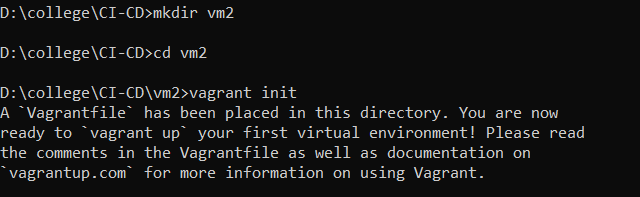 D:\college\CI-CD>mkdir vm2
D:\college\CI-CD>cd vm2
D:\college\CI-CD\vm2>vagrant init
A `Vagrantfile` has been placed in this directory. You are now
ready to `vagrant up` your first virtual environment! Please read
the comments in the Vagrantfile as well as documentation on
`vagrantup.com` for more information on using Vagrant.